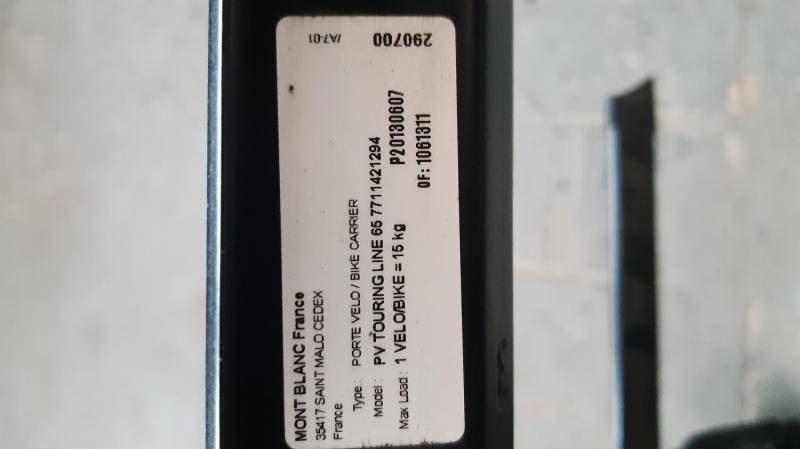 MONT BLANC France
35417 SAINT MALO CEDEX
France
Type : PORTE VELO / BIKE CARRIER
Model : PV TOURING LINE 65 7711421294
Max Load : 1 VELO/BIKE = 15 kg
P20130607
OF: 1061311
/A7-01
290700